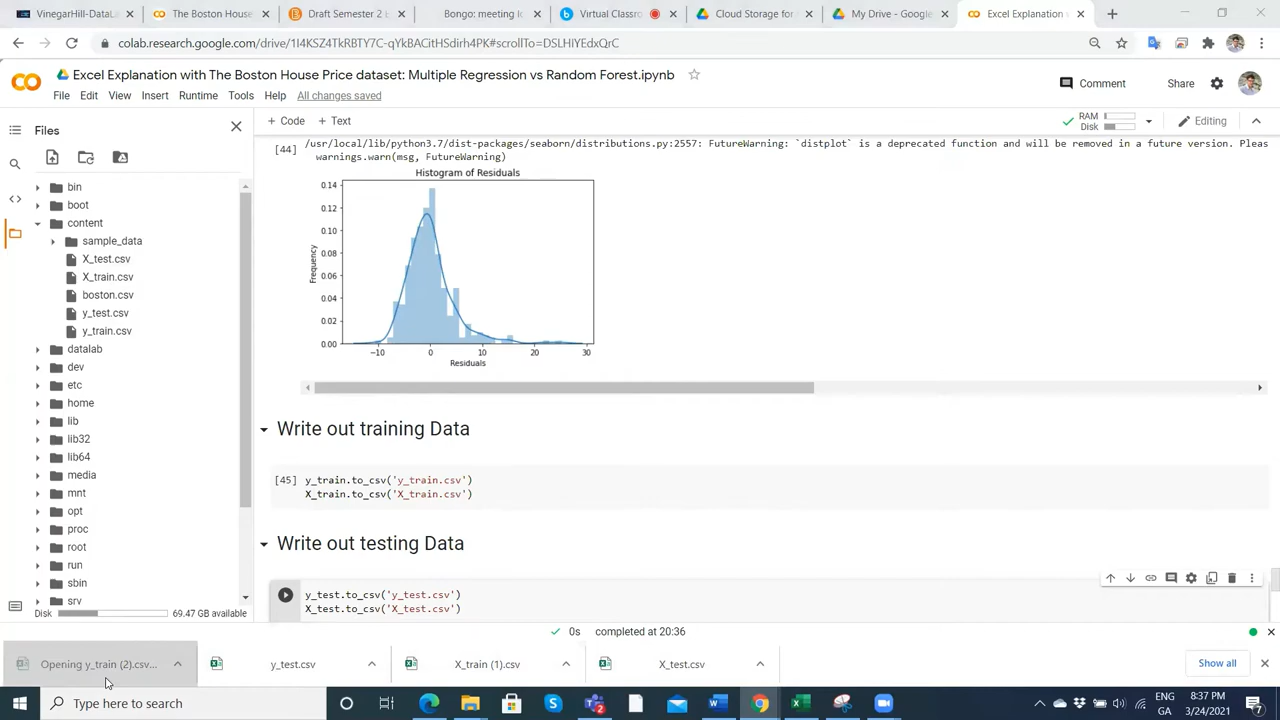 VinegarHill-DataL
The Boston House
Draft Semester 2 i
Bongo: meeting lo
Virtual Classro
Cloud Storage for
My Drive - Google
Excel Explanation
colab.research.google.com/drive/1I4KSZ4TkRBTY7C-qYkBACitHSdirh4PK#scrollTo=DSLHIYEdxQrC
Excel Explanation with The Boston House Price dataset: Multiple Regression vs Random Forest.ipynb
Comment
Share
File Edit View Insert Runtime Tools Help All changes saved
Files
+ Code + Text
RAM
Disk
Editing
bin
boot
content
sample_data
X_test.csv
X_train.csv
boston.csv
y_test.csv
y_train.csv
datalab
dev
etc
home
lib
lib32
lib64
media
mnt
opt
proc
root
run
sbin
srv
Disk 69.47 GB available
[44]
/usr/local/lib/python3.7/dist-packages/seaborn/distributions.py:2557: FutureWarning: `distplot` is a deprecated function and will be removed in a future version. Pleas
warnings.warn(msg, FutureWarning)
Histogram of Residuals
0.14
0.12
0.10
0.08
0.06
0.04
0.02
0.00
Frequency
−10 0 10 20 30
Residuals
Write out training Data
[45] y_train.to_csv('y_train.csv')
X_train.to_csv('X_train.csv')
Write out testing Data
y_test.to_csv('y_test.csv')
X_test.to_csv('X_test.csv')
0s completed at 20:36
Opening y_train (2).csv...
y_test.csv
X_train (1).csv
X_test.csv
Show all
Type here to search
ENG
GA
8:37 PM
3/24/2021
7